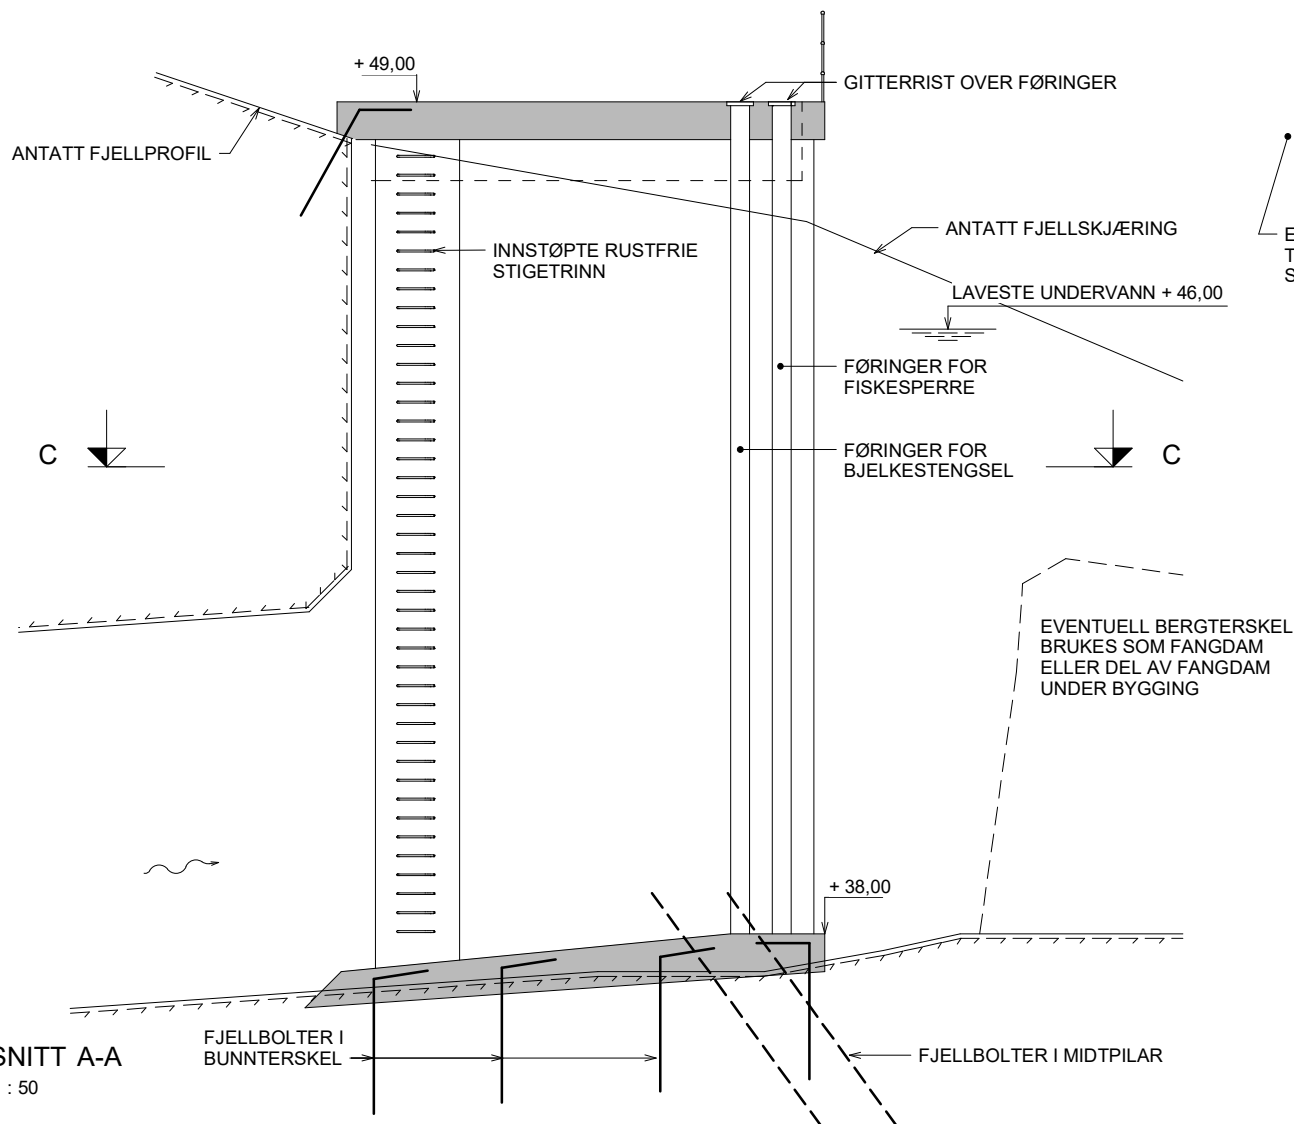 + 49,00
GITTERRIST OVER FØRINGER
ANTATT FJELLPROFIL
ANTATT FJELLSKJÆRING
E
T
S
INNSTØPTE RUSTFRIE
STIGETRINN
LAVESTE UNDERVANN + 46,00
FØRINGER FOR
FISKESPERRE
C
FØRINGER FOR
BJELKESTENGSEL
C
EVENTUELL BERGTERSKEL
BRUKES SOM FANGDAM
ELLER DEL AV FANGDAM
UNDER BYGGING
+ 38,00
FJELLBOLTER I
BUNNTERSKEL
FJELLBOLTER I MIDTPILAR
SNITT A-A
: 50